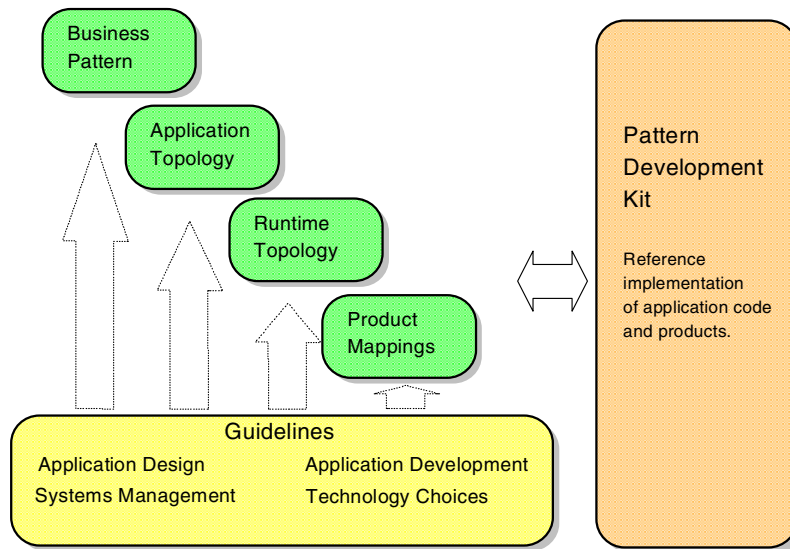 Business
Pattern
Application
Topology
Runtime
Topology
Product
Mappings
Guidelines
Application Design
Application Development
Systems Management
Technology Choices
Pattern
Development
Kit
Reference
implementation
of application code
and products.